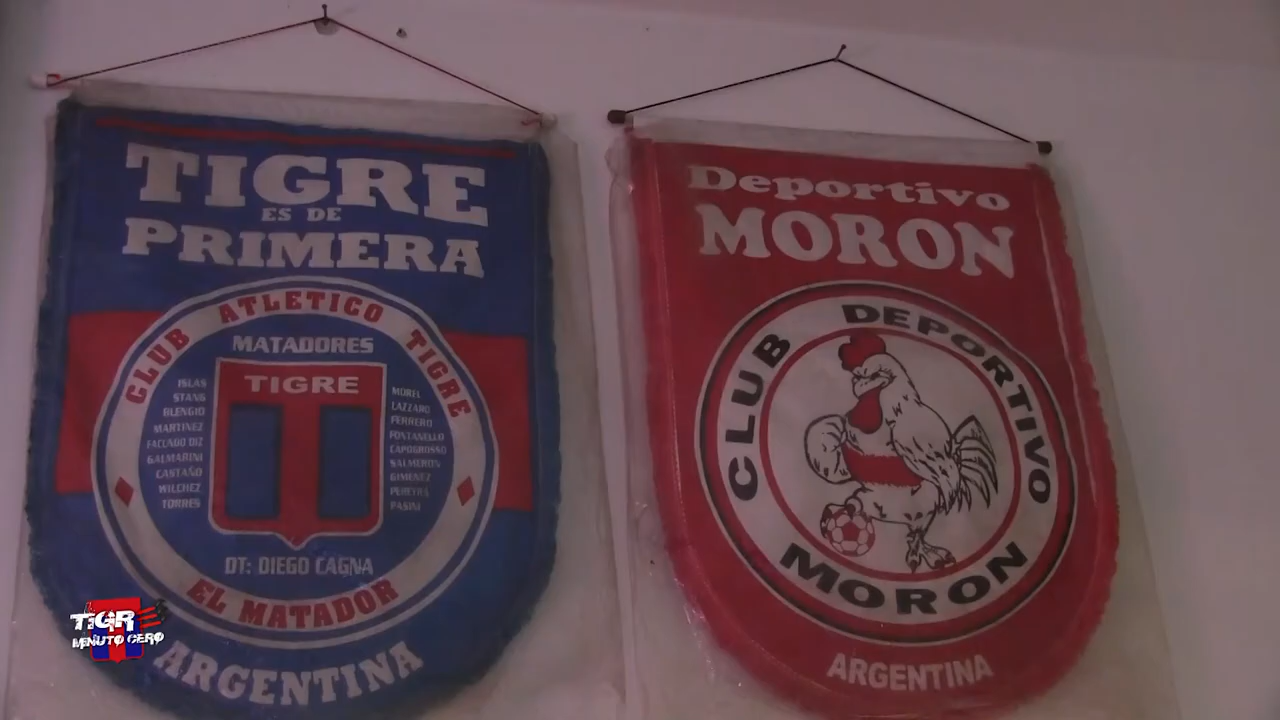 TIGRE
ES DE
PRIMERA
CLUB ATLETICO TIGRE
MATADORES
TIGRE
ISLAS
STANG
BLENGIO
MARTINEZ
FACUNDO DIZ
GALMARINI
CASTAÑO
WILCHEZ
TORRES
MOREL
LAZZARO
FERRERO
FONTANELLO
CAPOGROSSO
SALMERON
GIMENEZ
PEREYRA
PASINI
DT: DIEGO CAGNA
EL MATADOR
ARGENTINA
Deportivo
MORON
CLUB DEPORTIVO
MORON
ARGENTINA
TIGRE
MINUTO CERO